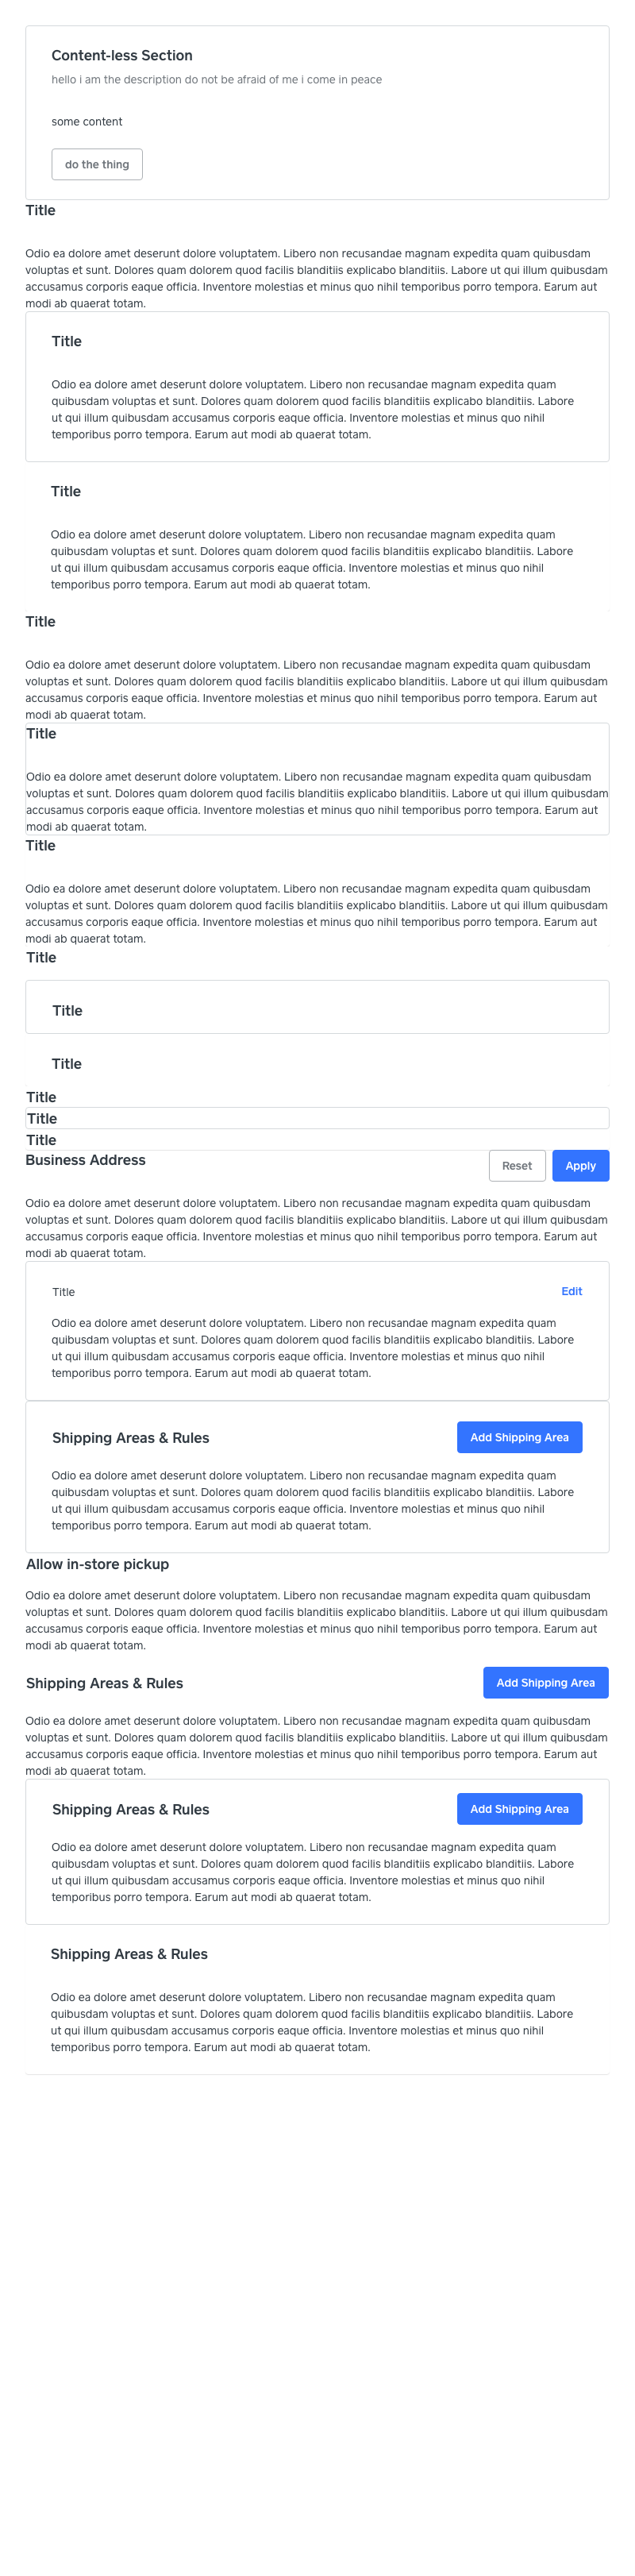 Content-less Section
hello i am the description do not be afraid of me i come in peace
some content
do the thing
Title
Odio ea dolore amet deserunt dolore voluptatem. Libero non recusandae magnam expedita quam quibusdam
voluptas et sunt. Dolores quam dolorem quod facilis blanditiis explicabo blanditiis. Labore ut qui illum quibusdam
accusamus corporis eaque officia. Inventore molestias et minus quo nihil temporibus porro tempora. Earum aut
modi ab quaerat totam.
Title
Odio ea dolore amet deserunt dolore voluptatem. Libero non recusandae magnam expedita quam
quibusdam voluptas et sunt. Dolores quam dolorem quod facilis blanditiis explicabo blanditiis. Labore
ut qui illum quibusdam accusamus corporis eaque officia. Inventore molestias et minus quo nihil
temporibus porro tempora. Earum aut modi ab quaerat totam.
Title
Odio ea dolore amet deserunt dolore voluptatem. Libero non recusandae magnam expedita quam
quibusdam voluptas et sunt. Dolores quam dolorem quod facilis blanditiis explicabo blanditiis. Labore
ut qui illum quibusdam accusamus corporis eaque officia. Inventore molestias et minus quo nihil
temporibus porro tempora. Earum aut modi ab quaerat totam.
Title
Odio ea dolore amet deserunt dolore voluptatem. Libero non recusandae magnam expedita quam quibusdam
voluptas et sunt. Dolores quam dolorem quod facilis blanditiis explicabo blanditiis. Labore ut qui illum quibusdam
accusamus corporis eaque officia. Inventore molestias et minus quo nihil temporibus porro tempora. Earum aut
modi ab quaerat totam.
Title
Odio ea dolore amet deserunt dolore voluptatem. Libero non recusandae magnam expedita quam quibusdam
voluptas et sunt. Dolores quam dolorem quod facilis blanditiis explicabo blanditiis. Labore ut qui illum quibusdam
accusamus corporis eaque officia. Inventore molestias et minus quo nihil temporibus porro tempora. Earum aut
modi ab quaerat totam.
Title
Odio ea dolore amet deserunt dolore voluptatem. Libero non recusandae magnam expedita quam quibusdam
voluptas et sunt. Dolores quam dolorem quod facilis blanditiis explicabo blanditiis. Labore ut qui illum quibusdam
accusamus corporis eaque officia. Inventore molestias et minus quo nihil temporibus porro tempora. Earum aut
modi ab quaerat totam.
Title
Title
Title
Title
Title
Title
Business Address Reset Apply
Odio ea dolore amet deserunt dolore voluptatem. Libero non recusandae magnam expedita quam quibusdam
voluptas et sunt. Dolores quam dolorem quod facilis blanditiis explicabo blanditiis. Labore ut qui illum quibusdam
accusamus corporis eaque officia. Inventore molestias et minus quo nihil temporibus porro tempora. Earum aut
modi ab quaerat totam.
Title Edit
Odio ea dolore amet deserunt dolore voluptatem. Libero non recusandae magnam expedita quam
quibusdam voluptas et sunt. Dolores quam dolorem quod facilis blanditiis explicabo blanditiis. Labore
ut qui illum quibusdam accusamus corporis eaque officia. Inventore molestias et minus quo nihil
temporibus porro tempora. Earum aut modi ab quaerat totam.
Shipping Areas & Rules Add Shipping Area
Odio ea dolore amet deserunt dolore voluptatem. Libero non recusandae magnam expedita quam
quibusdam voluptas et sunt. Dolores quam dolorem quod facilis blanditiis explicabo blanditiis. Labore
ut qui illum quibusdam accusamus corporis eaque officia. Inventore molestias et minus quo nihil
temporibus porro tempora. Earum aut modi ab quaerat totam.
Allow in-store pickup
Odio ea dolore amet deserunt dolore voluptatem. Libero non recusandae magnam expedita quam quibusdam
voluptas et sunt. Dolores quam dolorem quod facilis blanditiis explicabo blanditiis. Labore ut qui illum quibusdam
accusamus corporis eaque officia. Inventore molestias et minus quo nihil temporibus porro tempora. Earum aut
modi ab quaerat totam.
Shipping Areas & Rules Add Shipping Area
Odio ea dolore amet deserunt dolore voluptatem. Libero non recusandae magnam expedita quam quibusdam
voluptas et sunt. Dolores quam dolorem quod facilis blanditiis explicabo blanditiis. Labore ut qui illum quibusdam
accusamus corporis eaque officia. Inventore molestias et minus quo nihil temporibus porro tempora. Earum aut
modi ab quaerat totam.
Shipping Areas & Rules Add Shipping Area
Odio ea dolore amet deserunt dolore voluptatem. Libero non recusandae magnam expedita quam
quibusdam voluptas et sunt. Dolores quam dolorem quod facilis blanditiis explicabo blanditiis. Labore
ut qui illum quibusdam accusamus corporis eaque officia. Inventore molestias et minus quo nihil
temporibus porro tempora. Earum aut modi ab quaerat totam.
Shipping Areas & Rules
Odio ea dolore amet deserunt dolore voluptatem. Libero non recusandae magnam expedita quam
quibusdam voluptas et sunt. Dolores quam dolorem quod facilis blanditiis explicabo blanditiis. Labore
ut qui illum quibusdam accusamus corporis eaque officia. Inventore molestias et minus quo nihil
temporibus porro tempora. Earum aut modi ab quaerat totam.